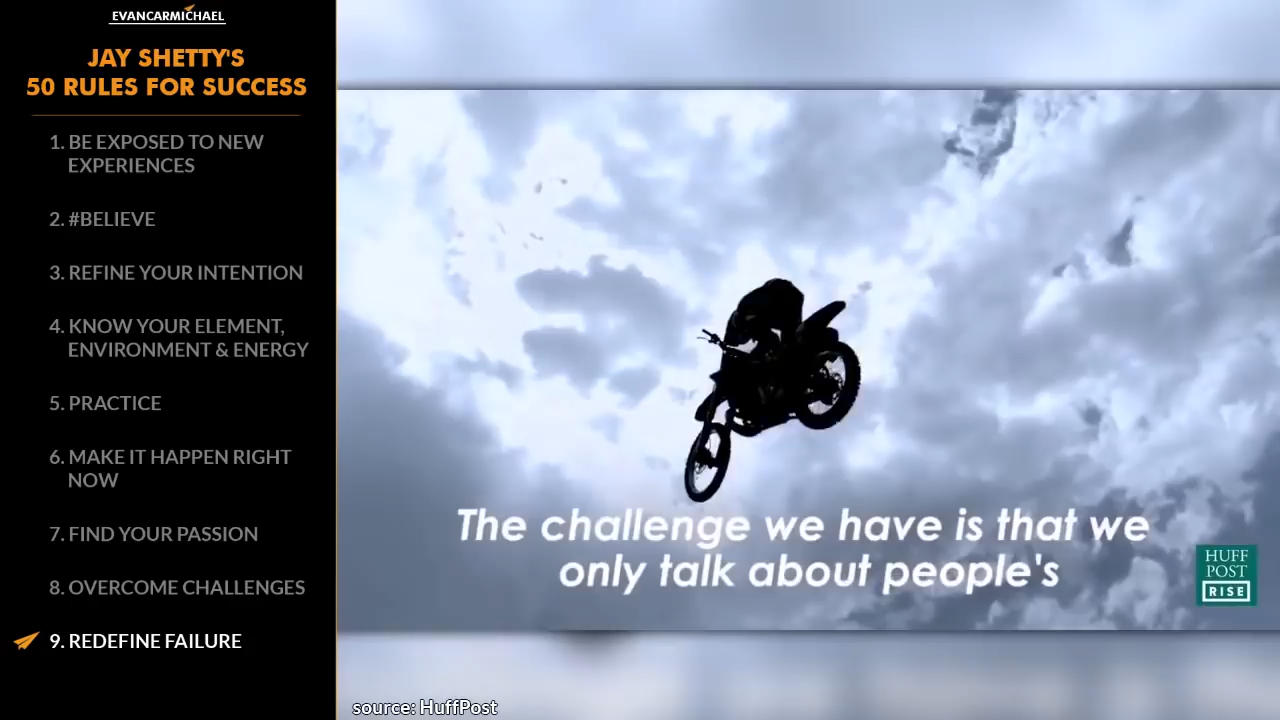 EVANCARMICHAEL
JAY SHETTY'S
50 RULES FOR SUCCESS
1. BE EXPOSED TO NEW
EXPERIENCES
2. #BELIEVE
3. REFINE YOUR INTENTION
4. KNOW YOUR ELEMENT,
ENVIRONMENT & ENERGY
5. PRACTICE
6. MAKE IT HAPPEN RIGHT
NOW
7. FIND YOUR PASSION
8. OVERCOME CHALLENGES
9. REDEFINE FAILURE
The challenge we have is that we
only talk about people's
HUFF
POST
RISE
source: HuffPost